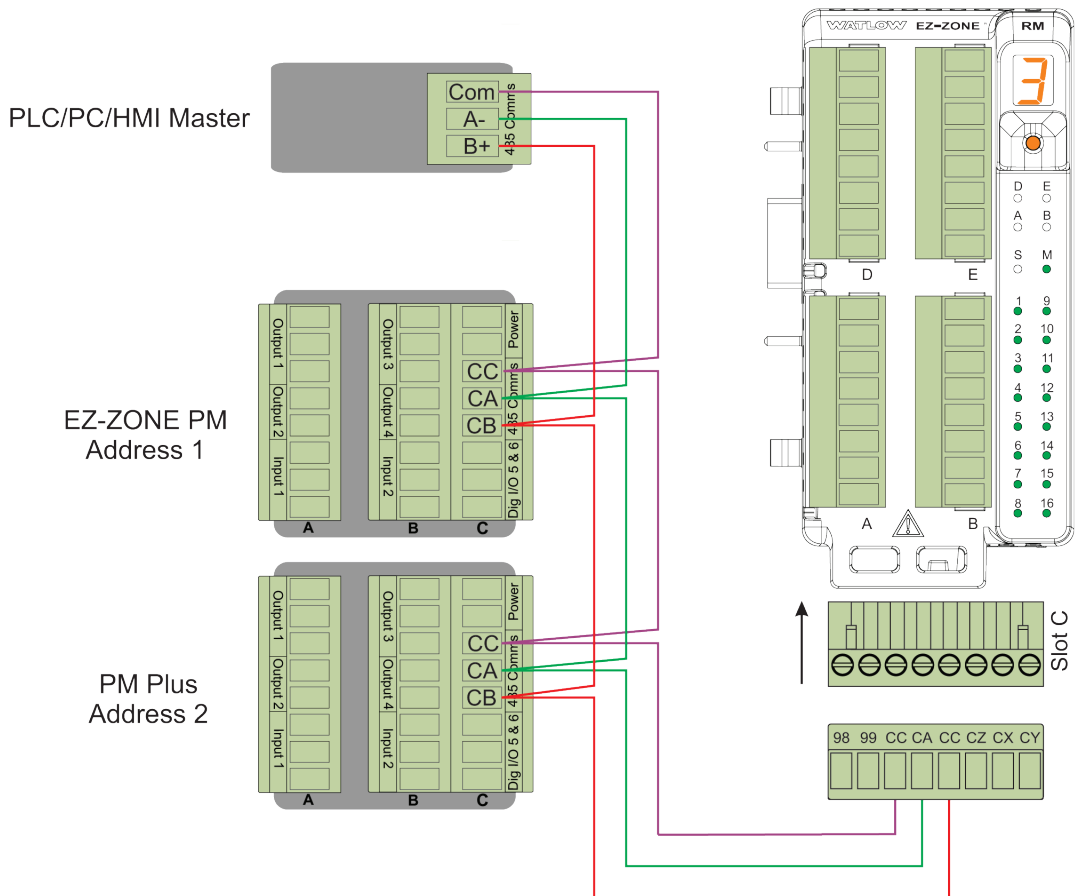 PLC/PC/HMI Master
Com
A-
B+
485 Comms
EZ-ZONE PM
Address 1
Output 1
Output 2
Input 1
A
Output 3
Output 4
Input 2
B
CC
CA
CB
Power
485 Comms
Dig I/O 5 & 6
C
PM Plus
Address 2
Output 1
Output 2
Input 1
A
Output 3
Output 4
Input 2
B
CC
CA
CB
Power
485 Comms
Dig I/O 5 & 6
C
WATLOW EZ-ZONE RM
3
D E
A B
S M
1 9
2 10
3 11
4 12
5 13
6 14
7 15
8 16
D E
A B
Slot C
98 99 CC CA CC CZ CX CY